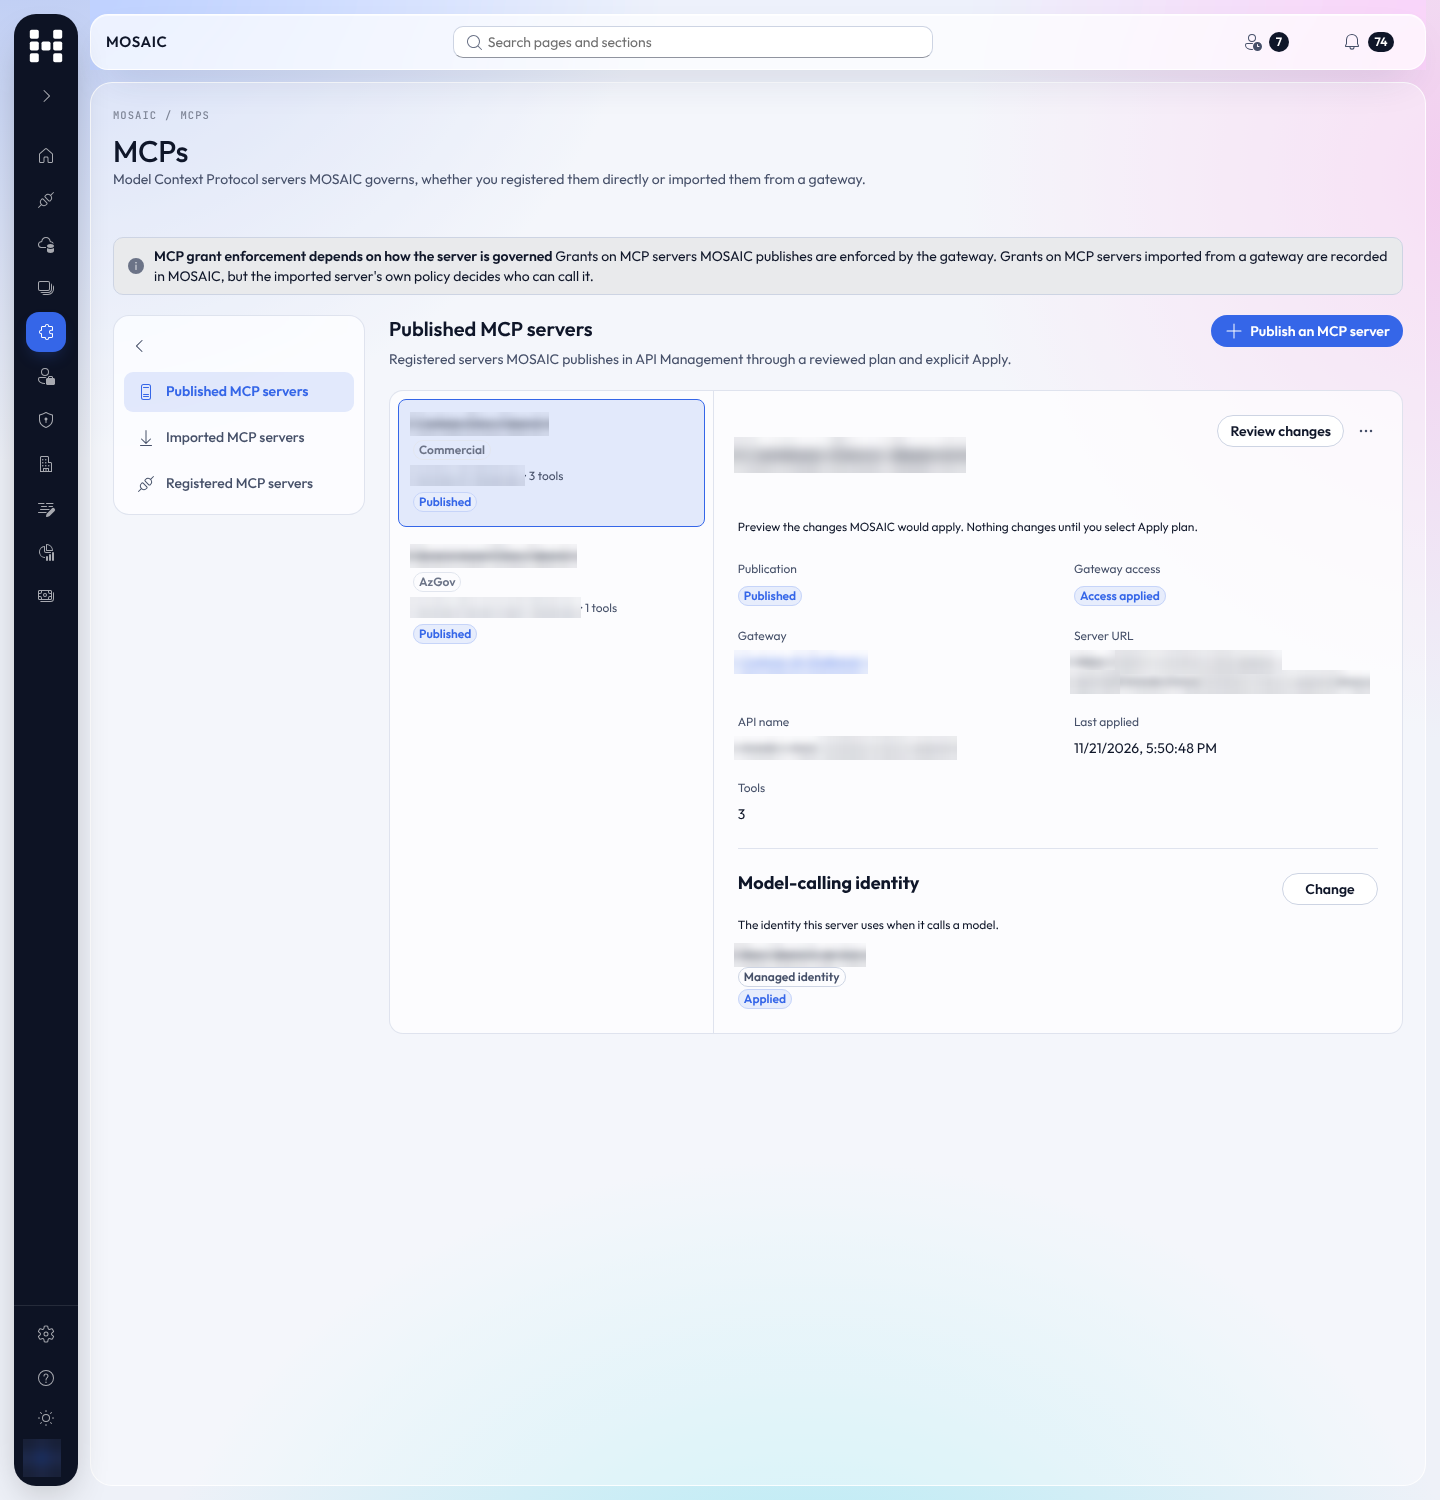 MOSAIC
Search pages and sections
7
74
MOSAIC / MCPS
MCPs
Model Context Protocol servers MOSAIC governs, whether you registered them directly or imported them from a gateway.
MCP grant enforcement depends on how the server is governed Grants on MCP servers MOSAIC publishes are enforced by the gateway. Grants on MCP servers imported from a gateway are recorded
in MOSAIC, but the imported server's own policy decides who can call it.
Published MCP servers
Imported MCP servers
Registered MCP servers
Published MCP servers
Publish an MCP server
Registered servers MOSAIC publishes in API Management through a reviewed plan and explicit Apply.
Commercial
· 3 tools
Published
AzGov
· 1 tools
Published
Review changes
Preview the changes MOSAIC would apply. Nothing changes until you select Apply plan.
Publication
Published
Gateway access
Access applied
Gateway
Server URL
API name
Last applied
11/21/2026, 5:50:48 PM
Tools
3
Model-calling identity
Change
The identity this server uses when it calls a model.
Managed identity
Applied